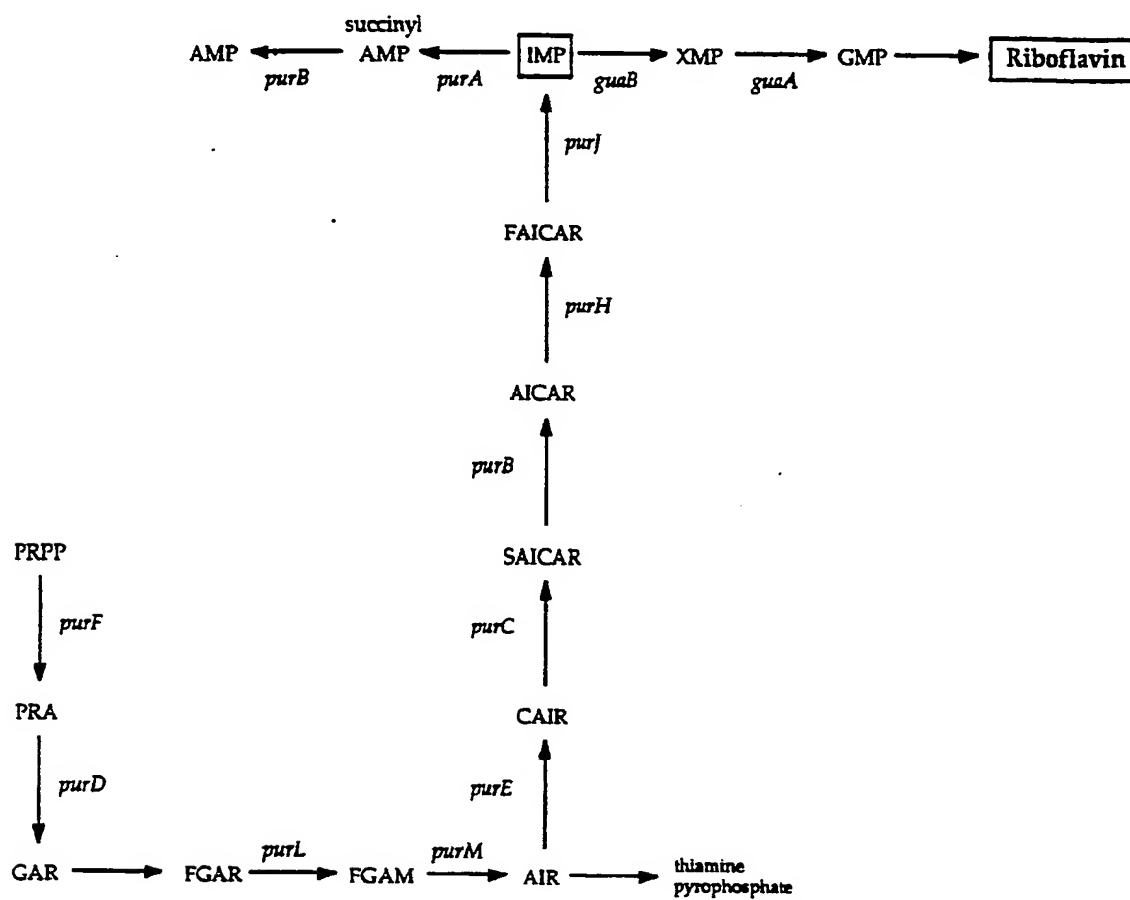 succinyl
AMP AMP IMP XMP GMP Riboflavin
purB purA guaB guaA
purJ
FAICAR
purH
AICAR
purB
PRPP SAICAR
purF purC
PRA CAIR
purD purE
GAR FGAR purL FGAM purM AIR thiamine
pyrophosphate